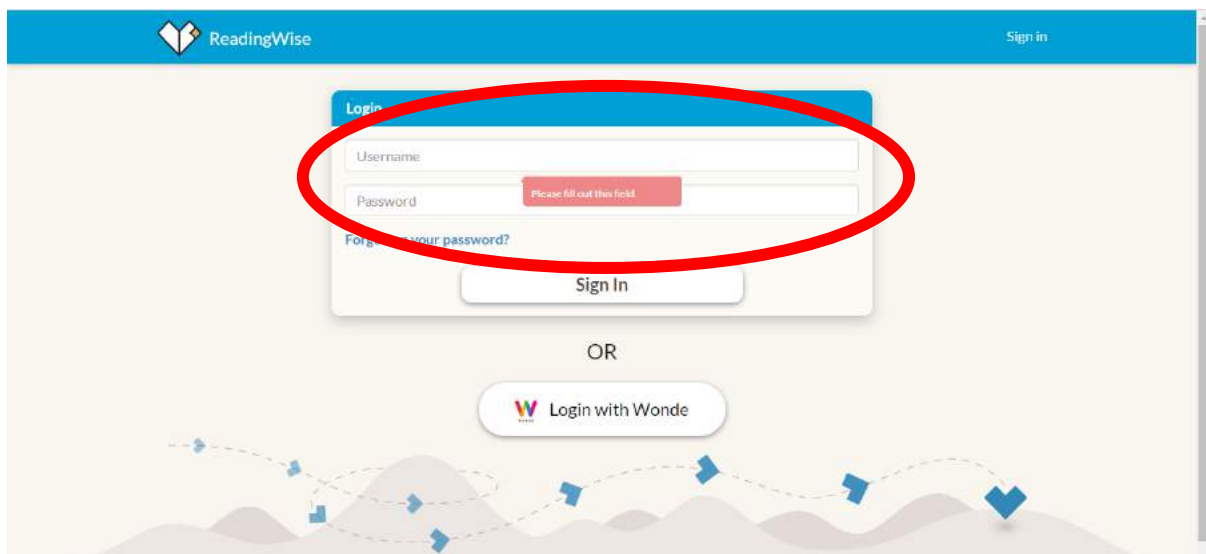 ReadingWise
Sign in
Login
Username
Please fill out this field.
Password
your password?
Sign In
OR
Login with Wonde